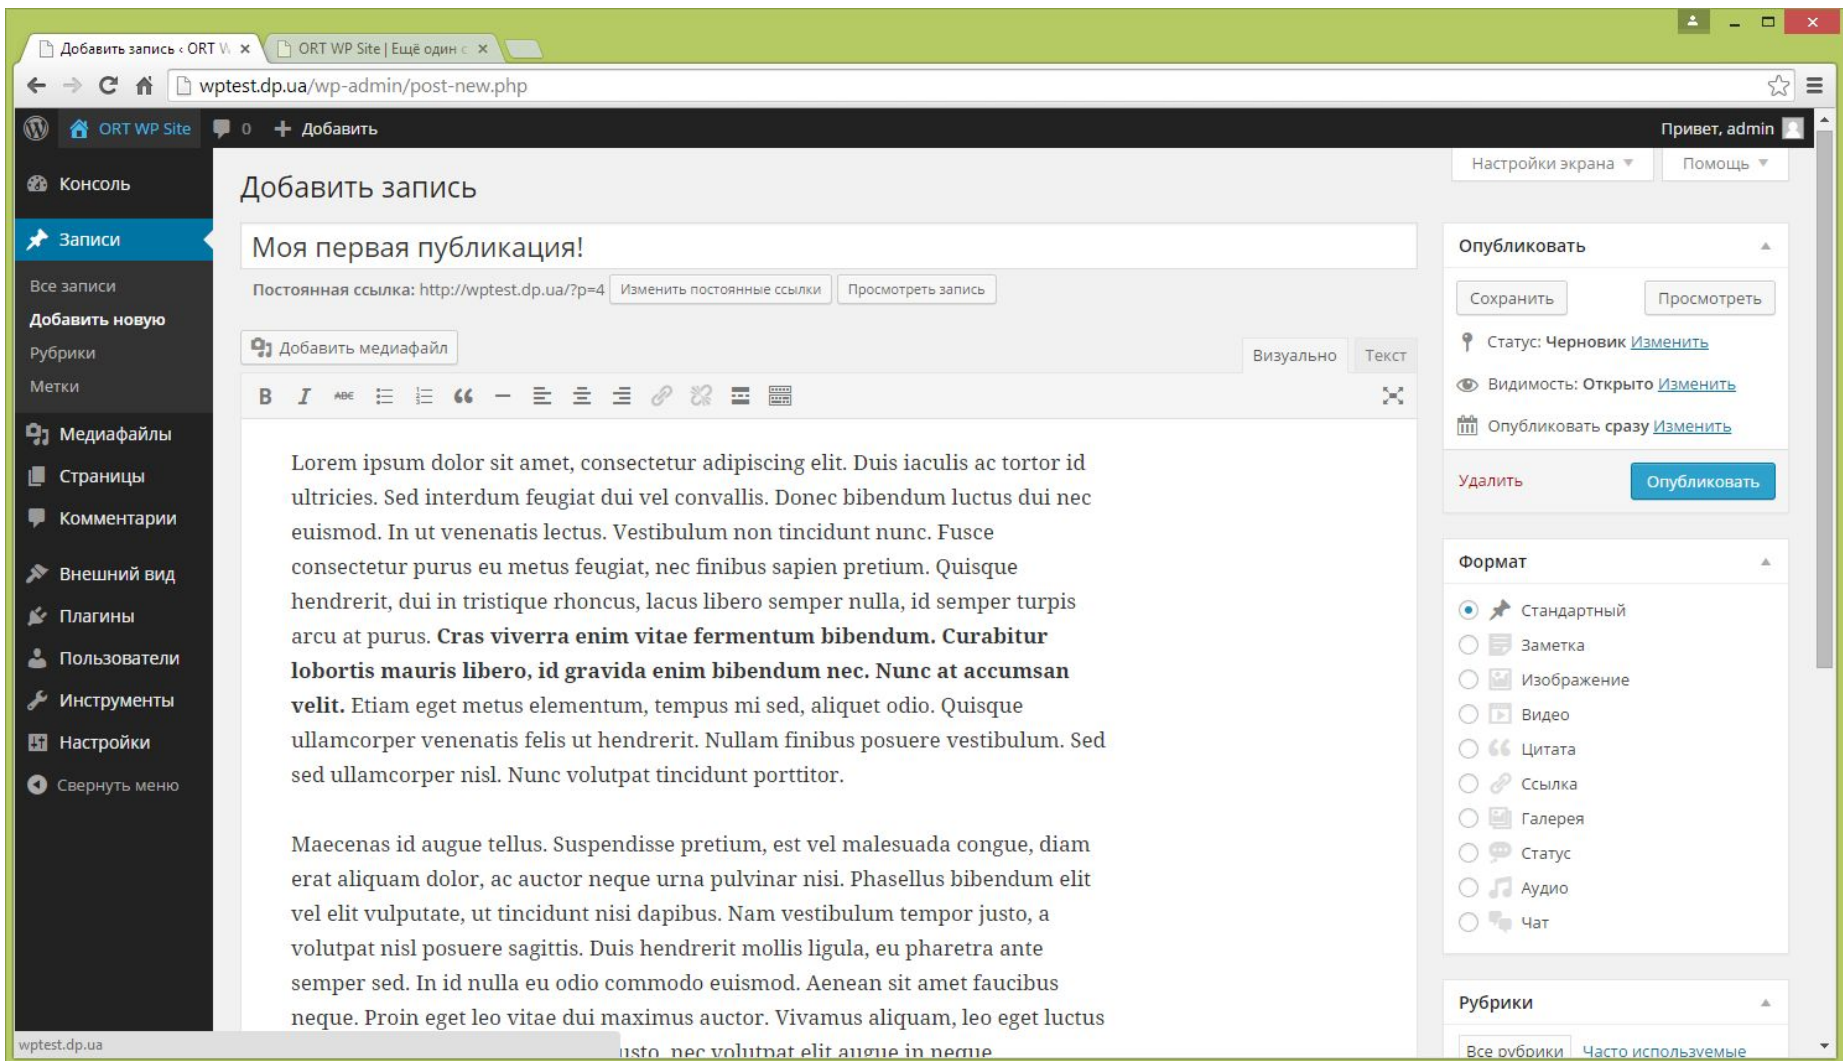 Добавить запись ‹ ORT W
ORT WP Site | Ещё один с
wptest.dp.ua/wp-admin/post-new.php
ORT WP Site 0 Добавить
Привет, admin
Настройки экрана
Помощь
Консоль
Записи
Все записи
Добавить новую
Рубрики
Метки
Медиафайлы
Страницы
Комментарии
Внешний вид
Плагины
Пользователи
Инструменты
Настройки
Свернуть меню
Добавить запись
Моя первая публикация!
Постоянная ссылка: http://wptest.dp.ua/?p=4 Изменить постоянные ссылки Просмотреть запись
Добавить медиафайл
Визуально Текст
B I ABC
Lorem ipsum dolor sit amet, consectetur adipiscing elit. Duis iaculis ac tortor id
ultricies. Sed interdum feugiat dui vel convallis. Donec bibendum luctus dui nec
euismod. In ut venenatis lectus. Vestibulum non tincidunt nunc. Fusce
consectetur purus eu metus feugiat, nec finibus sapien pretium. Quisque
hendrerit, dui in tristique rhoncus, lacus libero semper nulla, id semper turpis
arcu at purus. Cras viverra enim vitae fermentum bibendum. Curabitur
lobortis mauris libero, id gravida enim bibendum nec. Nunc at accumsan
velit. Etiam eget metus elementum, tempus mi sed, aliquet odio. Quisque
ullamcorper venenatis felis ut hendrerit. Nullam finibus posuere vestibulum. Sed
sed ullamcorper nisl. Nunc volutpat tincidunt porttitor.
Maecenas id augue tellus. Suspendisse pretium, est vel malesuada congue, diam
erat aliquam dolor, ac auctor neque urna pulvinar nisi. Phasellus bibendum elit
vel elit vulputate, ut tincidunt nisi dapibus. Nam vestibulum tempor justo, a
volutpat nisl posuere sagittis. Duis hendrerit mollis ligula, eu pharetra ante
semper sed. In id nulla eu odio commodo euismod. Aenean sit amet faucibus
neque. Proin eget leo vitae dui maximus auctor. Vivamus aliquam, leo eget luctus
usto, nec volutpat elit augue in neque
Опубликовать
Сохранить Просмотреть
Статус: Черновик Изменить
Видимость: Открыто Изменить
Опубликовать сразу Изменить
Удалить Опубликовать
Формат
Стандартный
Заметка
Изображение
Видео
Цитата
Ссылка
Галерея
Статус
Аудио
Чат
Рубрики
Все рубрики Часто используемые
wptest.dp.ua